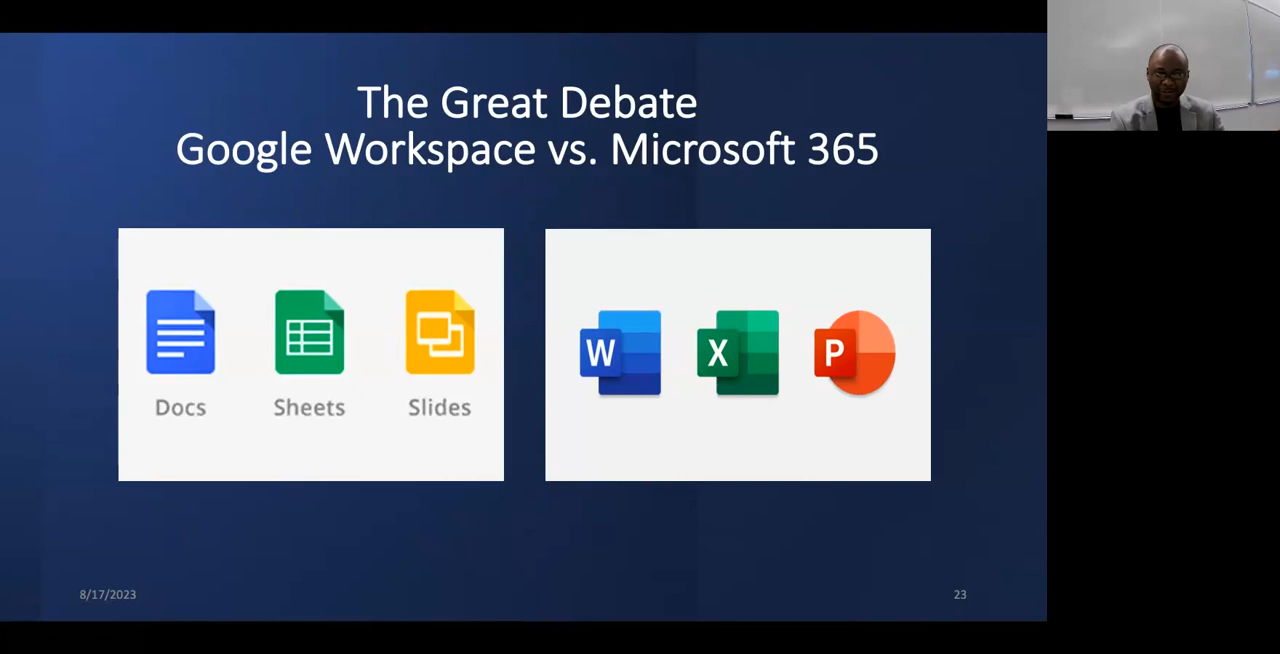 The Great Debate
Google Workspace vs. Microsoft 365
Docs Sheets Slides
W X P
8/17/2023 23